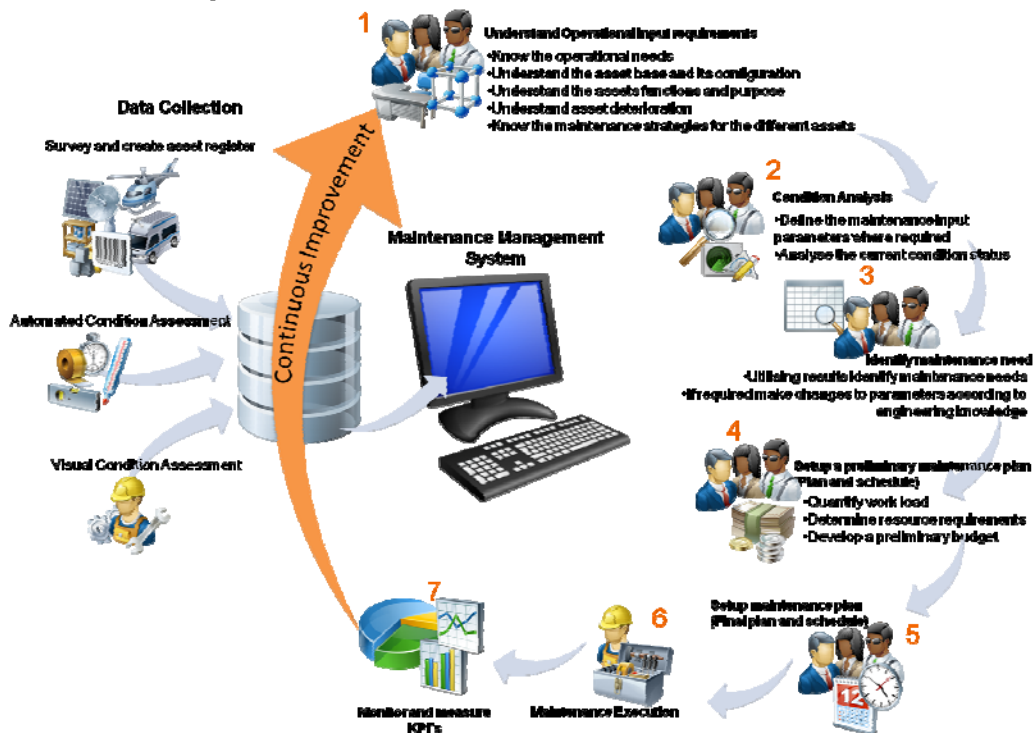 1
Understand Operational input requirements
•Know the operational needs
•Understand the asset base and its configuration
•Understand the assets functions and purpose
•Understand asset deterioration
•Know the maintenance strategies for the different assets
Data Collection
Survey and create asset register
Automated Condition Assessment
Visual Condition Assessment
Continuous Improvement
Maintenance Management
System
2
Condition Analysis
•Define the maintenance input
parameters where required
•Analyse the current condition status
3
Identify maintenance need
•Utilising results identify maintenance needs
•If required make changes to parameters according to
engineering knowledge
4
Setup a preliminary maintenance plan
(Plan and schedule)
•Quantify work load
•Determine resource requirements
•Develop a preliminary budget
Setup maintenance plan
(Final plan and schedule)
5
12
6
Maintenance Execution
7
Monitor and measure
KPI's